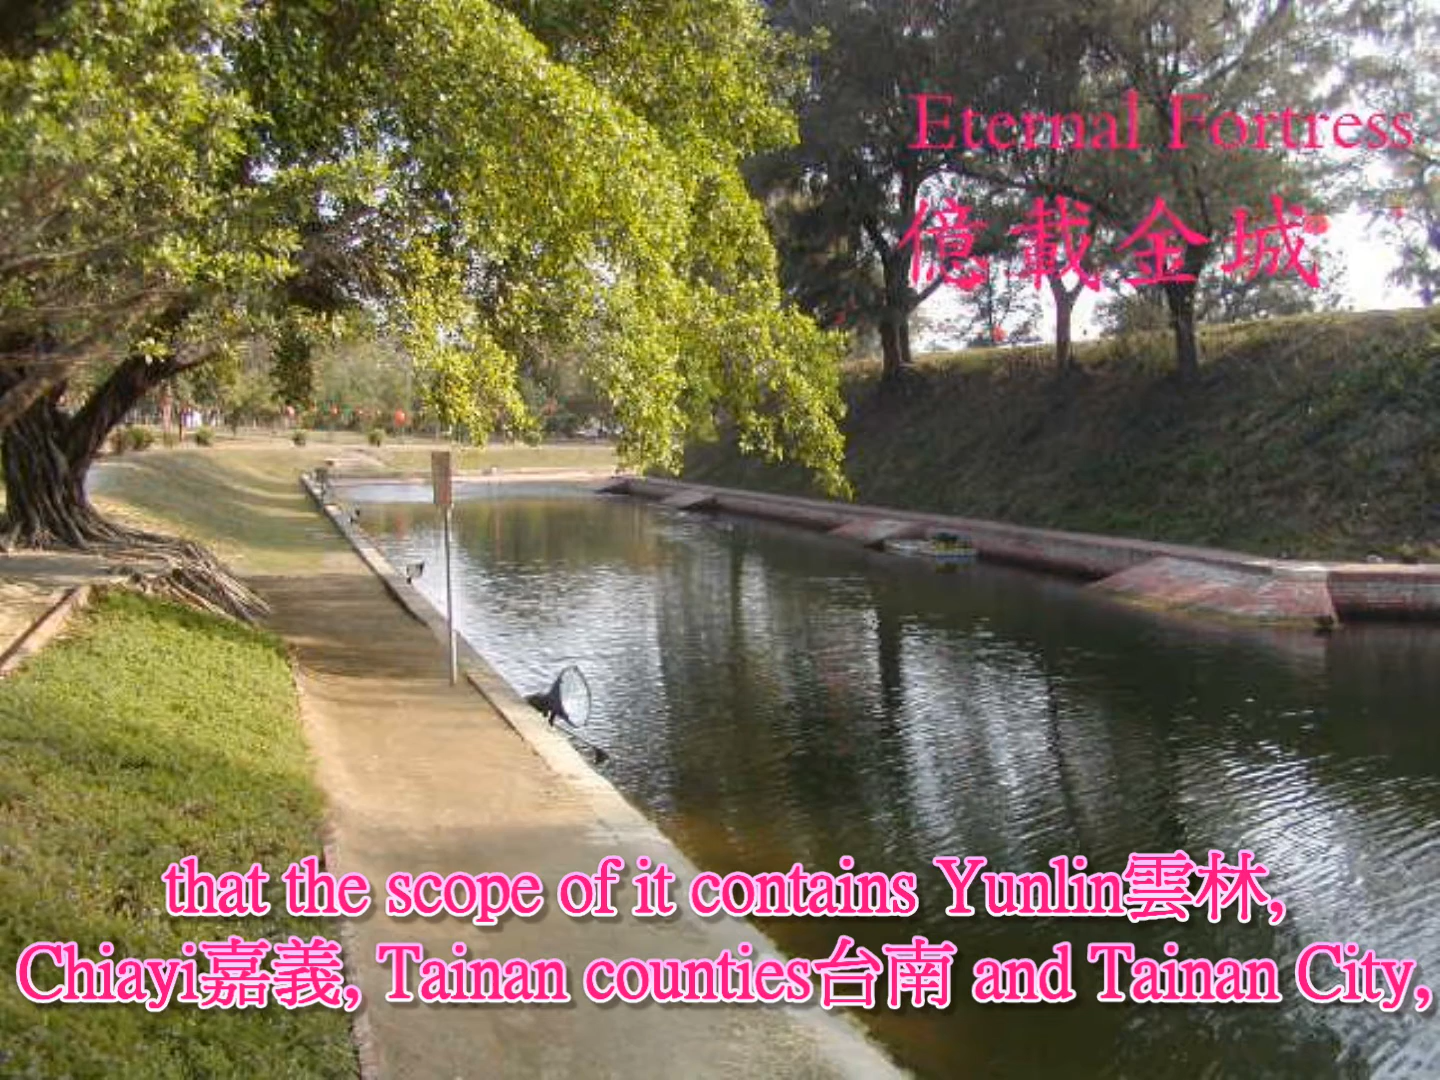 Eternal Fortress
億載金城
that the scope of it contains Yunlin雲林,
Chiayi嘉義, Tainan counties台南 and Tainan City,